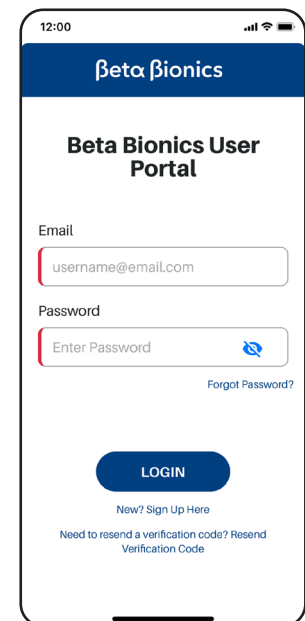 12:00
βetα βionics
Beta Bionics User
Portal
Email
username@email.com
Password
Enter Password
Forgot Password?
LOGIN
New? Sign Up Here
Need to resend a verification code? Resend
Verification Code